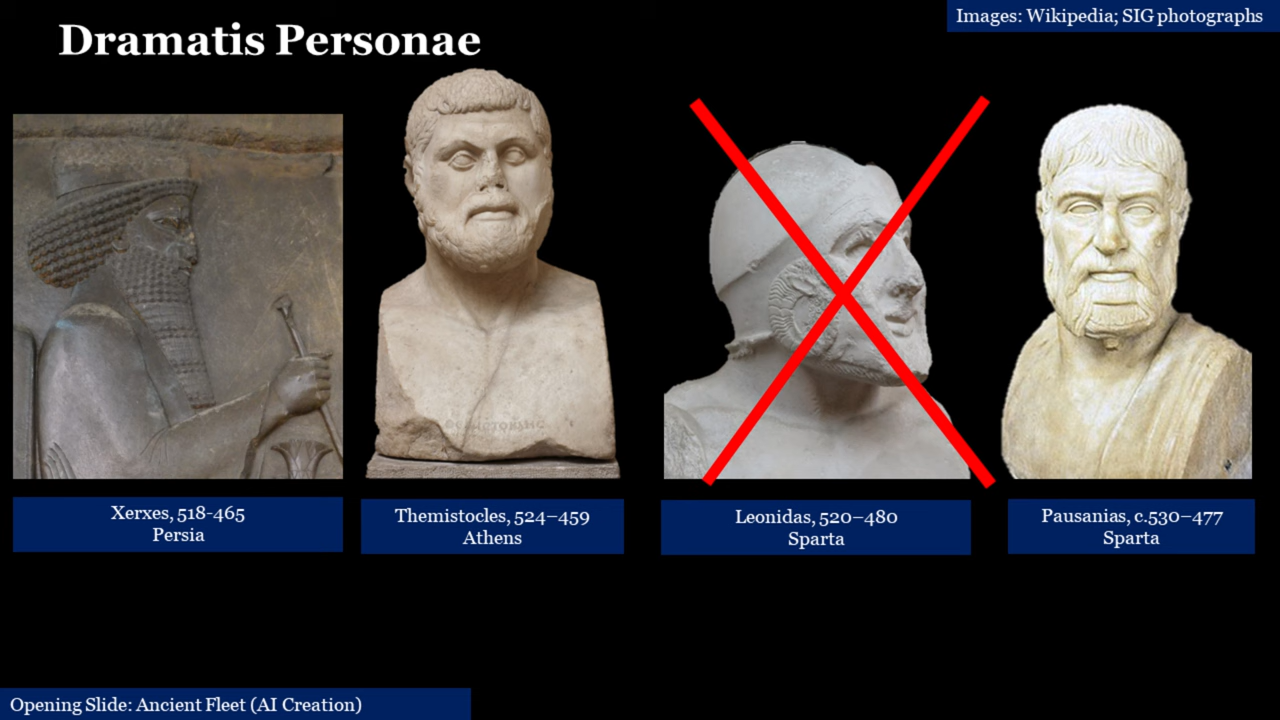 Images: Wikipedia; SIG photographs
Dramatis Personae
Xerxes, 518-465
Persia
Themistocles, 524–459
Athens
Leonidas, 520–480
Sparta
Pausanias, c.530–477
Sparta
Opening Slide: Ancient Fleet (AI Creation)